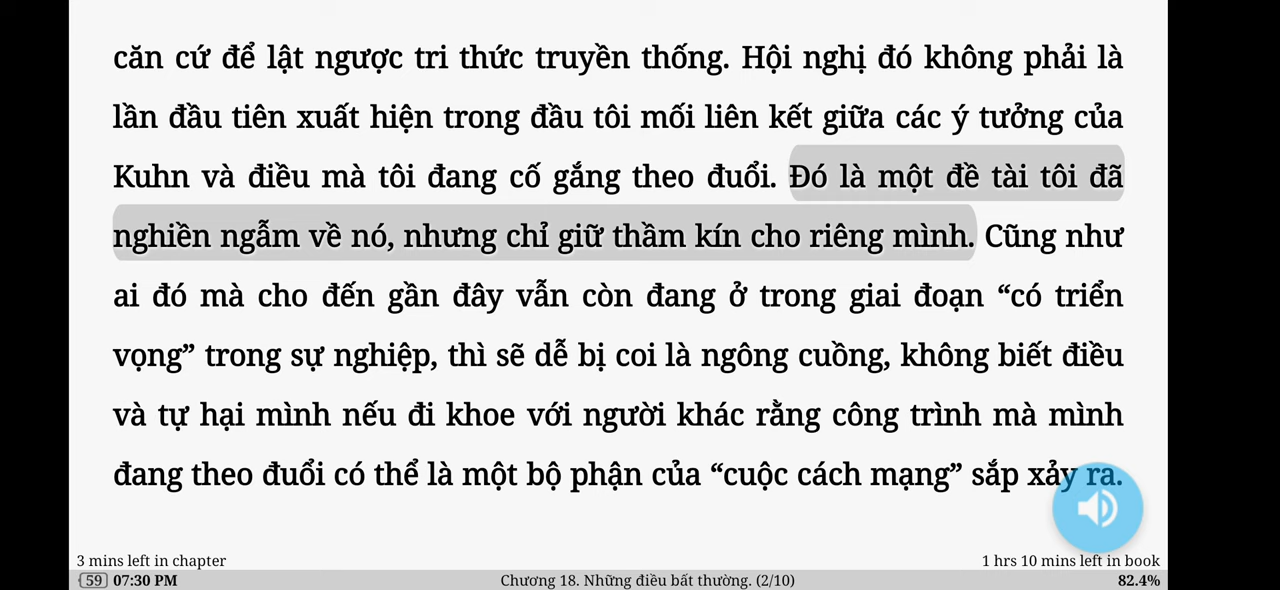 căn cứ để lật ngược tri thức truyền thống. Hội nghị đó không phải là
lần đầu tiên xuất hiện trong đầu tôi mối liên kết giữa các ý tưởng của
Kuhn và điều mà tôi đang cố gắng theo đuổi. Đó là một đề tài tôi đã
nghiền ngẫm về nó, nhưng chỉ giữ thầm kín cho riêng mình. Cũng như
ai đó mà cho đến gần đây vẫn còn đang ở trong giai đoạn “có triển
vọng” trong sự nghiệp, thì sẽ dễ bị coi là ngông cuồng, không biết điều
và tự hại mình nếu đi khoe với người khác rằng công trình mà mình
đang theo đuổi có thể là một bộ phận của “cuộc cách mạng” sắp xảy ra.
3 mins left in chapter 1 hrs 10 mins left in book
59 07:30 PM Chương 18. Những điều bất thường. (2/10) 82.4%